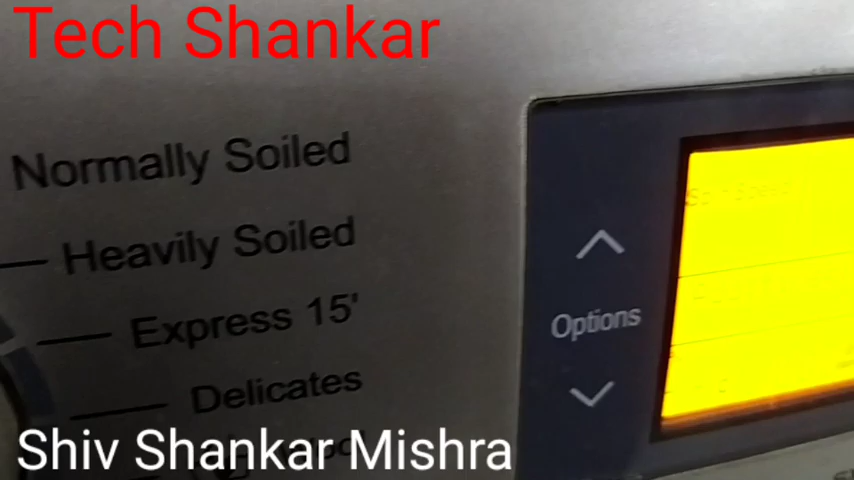 Tech Shankar
Normally Soiled
Heavily Soiled
Express 15'
Delicates
Options
Shiv Shankar Mishra